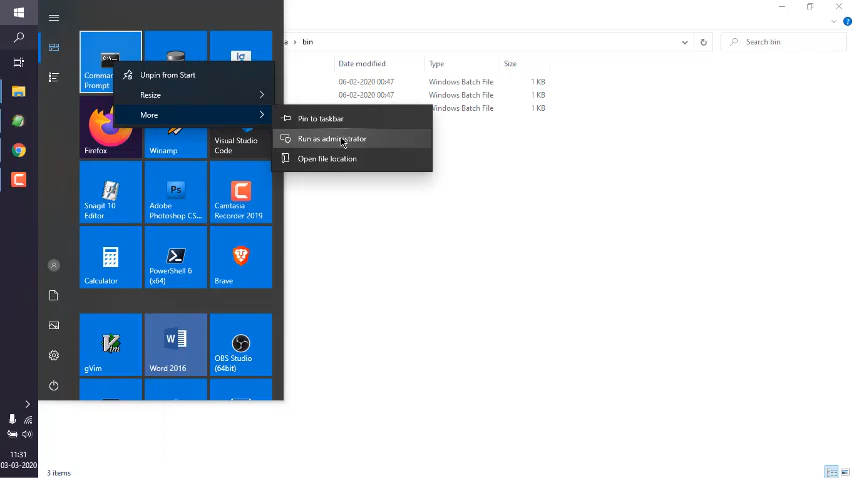 a > bin
Search bin
Date modified
Type
Size
06-02-2020 00:47
Windows Batch File
1 KB
06-02-2020 00:47
Windows Batch File
1 KB
06-02-2020 00:47
Windows Batch File
1 KB
Command
Prompt
Unpin from Start
Resize
More
Pin to taskbar
Run as administrator
Open file location
Firefox
Winamp
Visual Studio
Code
Snagit 10
Editor
Adobe
Photoshop CS...
Camtasia
Recorder 2019
Calculator
PowerShell 6
(x64)
Brave
gVim
Word 2016
OBS Studio
(64bit)
11:31
03-03-2020
3 items